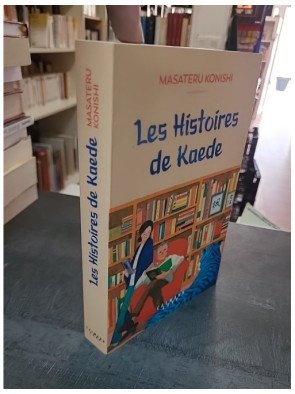 MASATERU KONISHI
Les Histoires
de Kaede
Les Histoires de Kaede
MASATERU
KONISHI